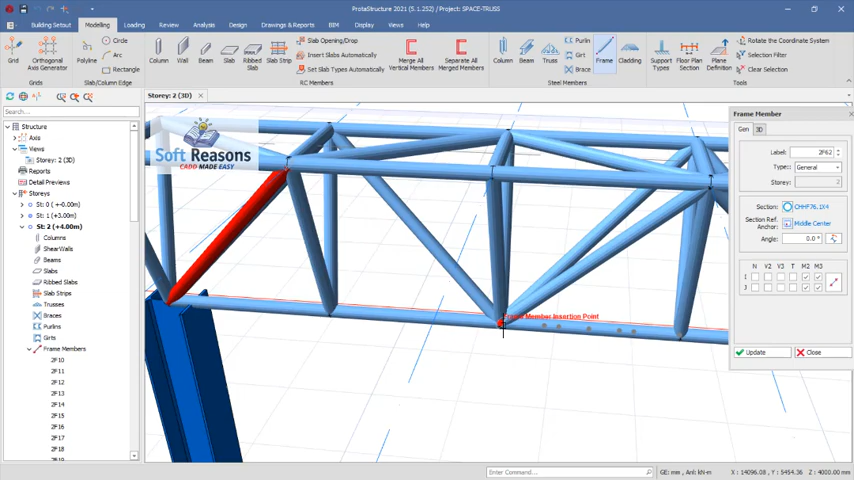 ProtaStructure 2021 (5.1.252) / Project: SPACE-TRUSS
Building Setout
Modelling
Loading
Review
Analysis
Design
Drawings & Reports
BIM
Display
Views
Help
Grid
Orthogonal
Axis Generator
Grids
Polyline
Circle
Arc
Rectangle
Slab/Column Edge
Column
Wall
Beam
Slab
Ribbed
Slab
Slab Strip
Slab Opening/Drop
Insert Slabs Automatically
Set Slab Types Automatically
RC Members
Merge All
Vertical Members
Separate All
Merged Members
Column
Beam
Truss
Purlin
Girt
Brace
Frame
Cladding
Steel Members
Support
Types
Floor Plan
Section
Plane
Definition
Rotate the Coordinate System
Selection Filter
Clear Selection
Tools
Storey: 2 (3D)
Search...
Structure
Axis
Views
Storey: 2 (3D)
Reports
Detail Previews
Storeys
St: 0 ( +-0.00m)
St: 1 (+3.00m)
St: 2 (+4.00m)
Columns
ShearWalls
Beams
Slabs
Ribbed Slabs
Slab Strips
Trusses
Braces
Purlins
Girts
Frame Members
2F10
2F11
2F12
2F13
2F14
2F15
2F16
2F17
2F18
Soft Reasons
CADD MADE EASY
Frame Member Insertion Point
Frame Member
Gen
3D
Label: 2F62
Type: General
Storey: 2
Section: CHHF76.1X4
Section Ref.
Anchor: Middle Center
Angle: 0.0°
N V2 V3 T M2 M3
I
J
Update
Close
Enter Command...
GE: mm , Anl: kN-m
X : 14096.08 , Y : 5454.36
Z : 4000.00 mm